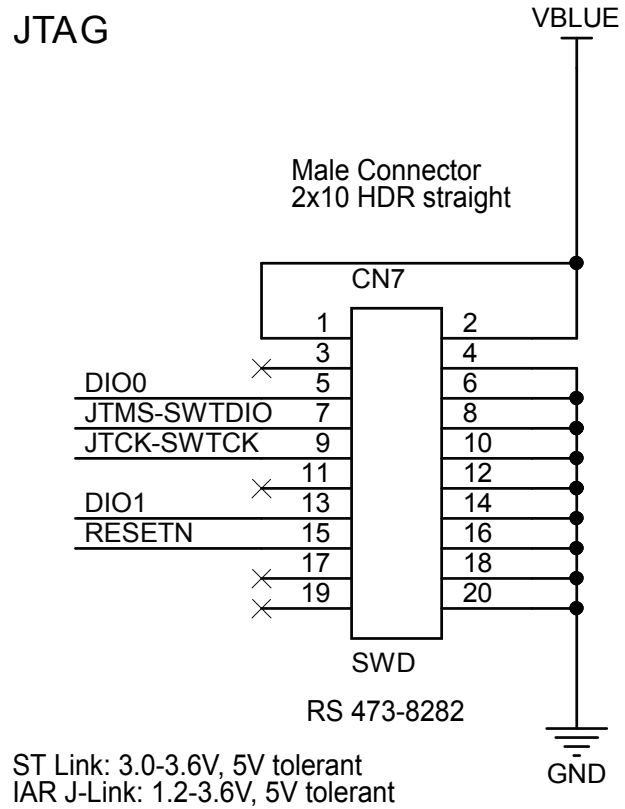 JTAG
VBLUE
Male Connector
2x10 HDR straight
CN7
1 2
3 4
DIO0 5 6
JTMS-SWTDIO 7 8
JTCK-SWTCK 9 10
11 12
DIO1 13 14
RESETN 15 16
17 18
19 20
SWD
RS 473-8282
GND
ST Link: 3.0-3.6V, 5V tolerant
IAR J-Link: 1.2-3.6V, 5V tolerant